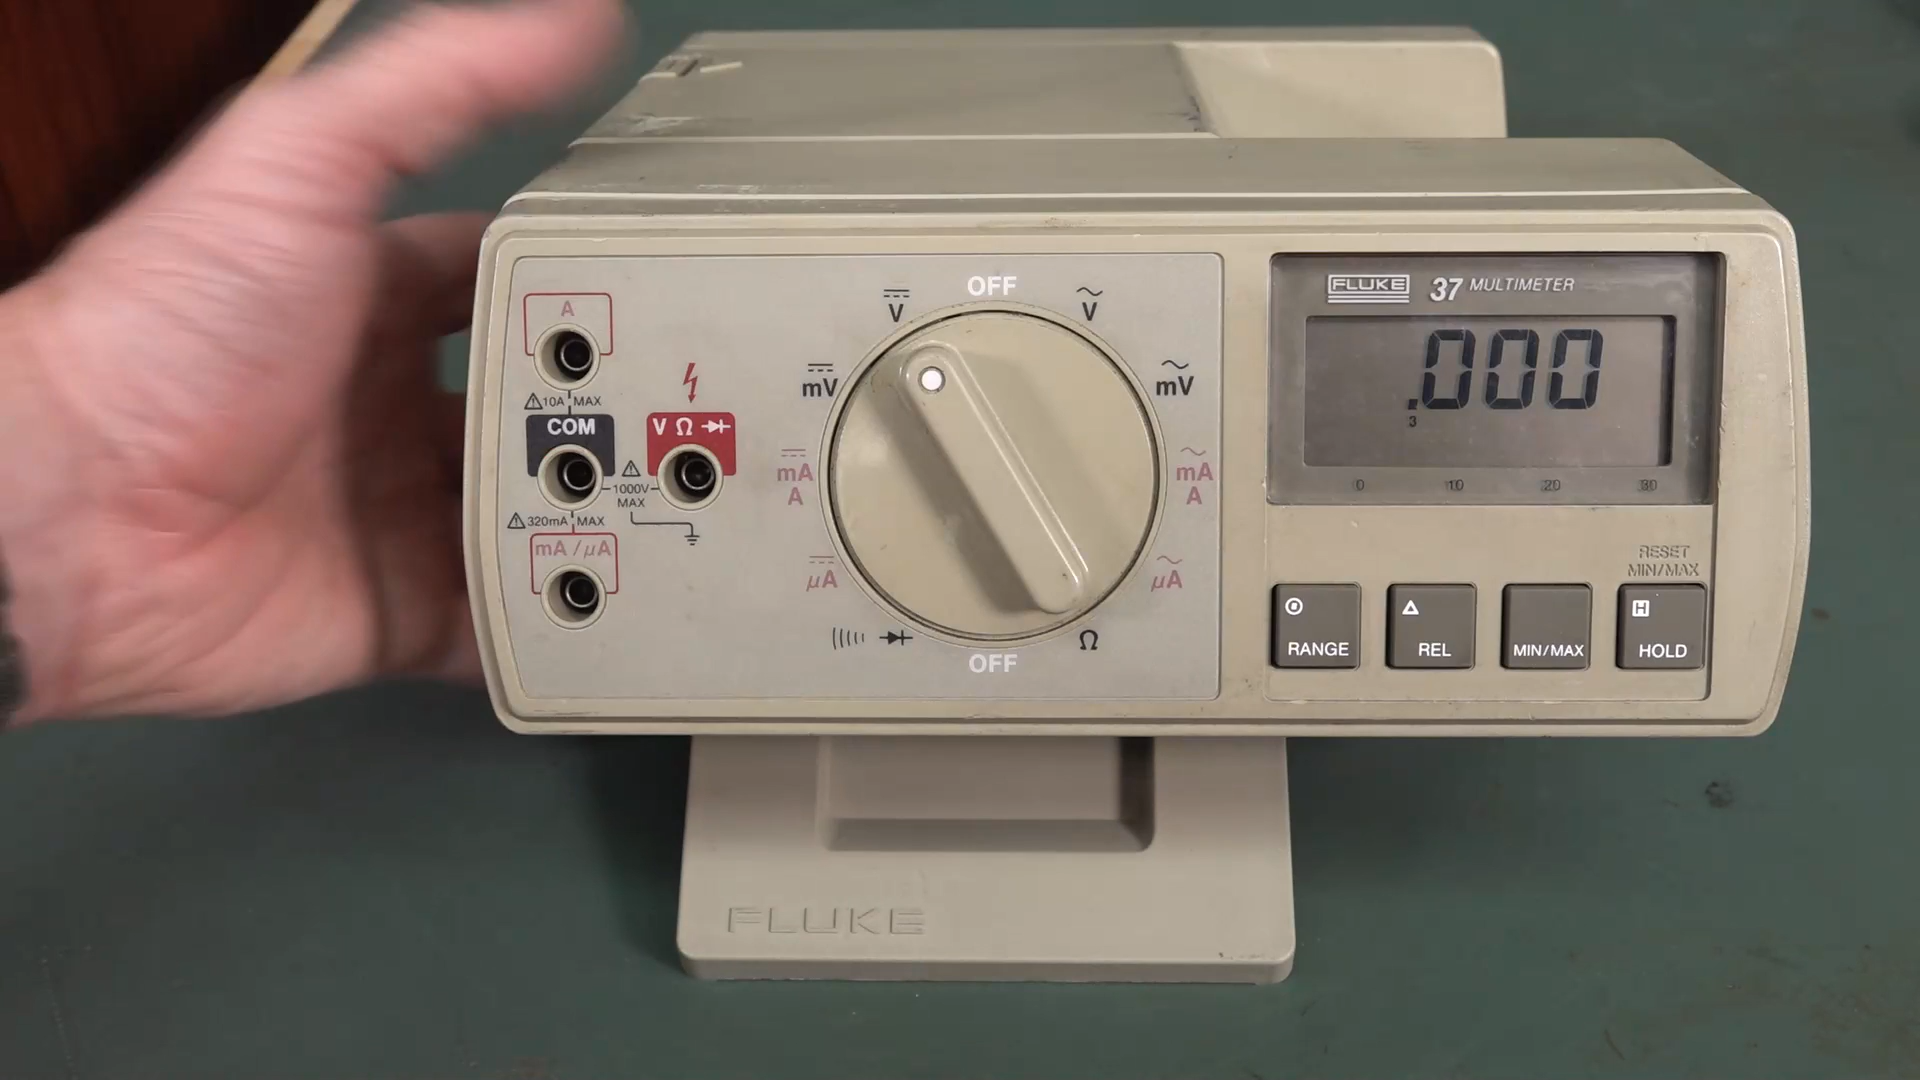 A
⚠10A MAX
COM
V Ω
⚠
1000V
MAX
⚠320mA MAX
mA / µA
OFF
V
V
mV
mV
mA
A
mA
A
µA
µA
Ω
OFF
FLUKE 37 MULTIMETER
.000
3
0 10 20 30
RESET
MIN/MAX
RANGE
REL
MIN/MAX
H
HOLD
FLUKE